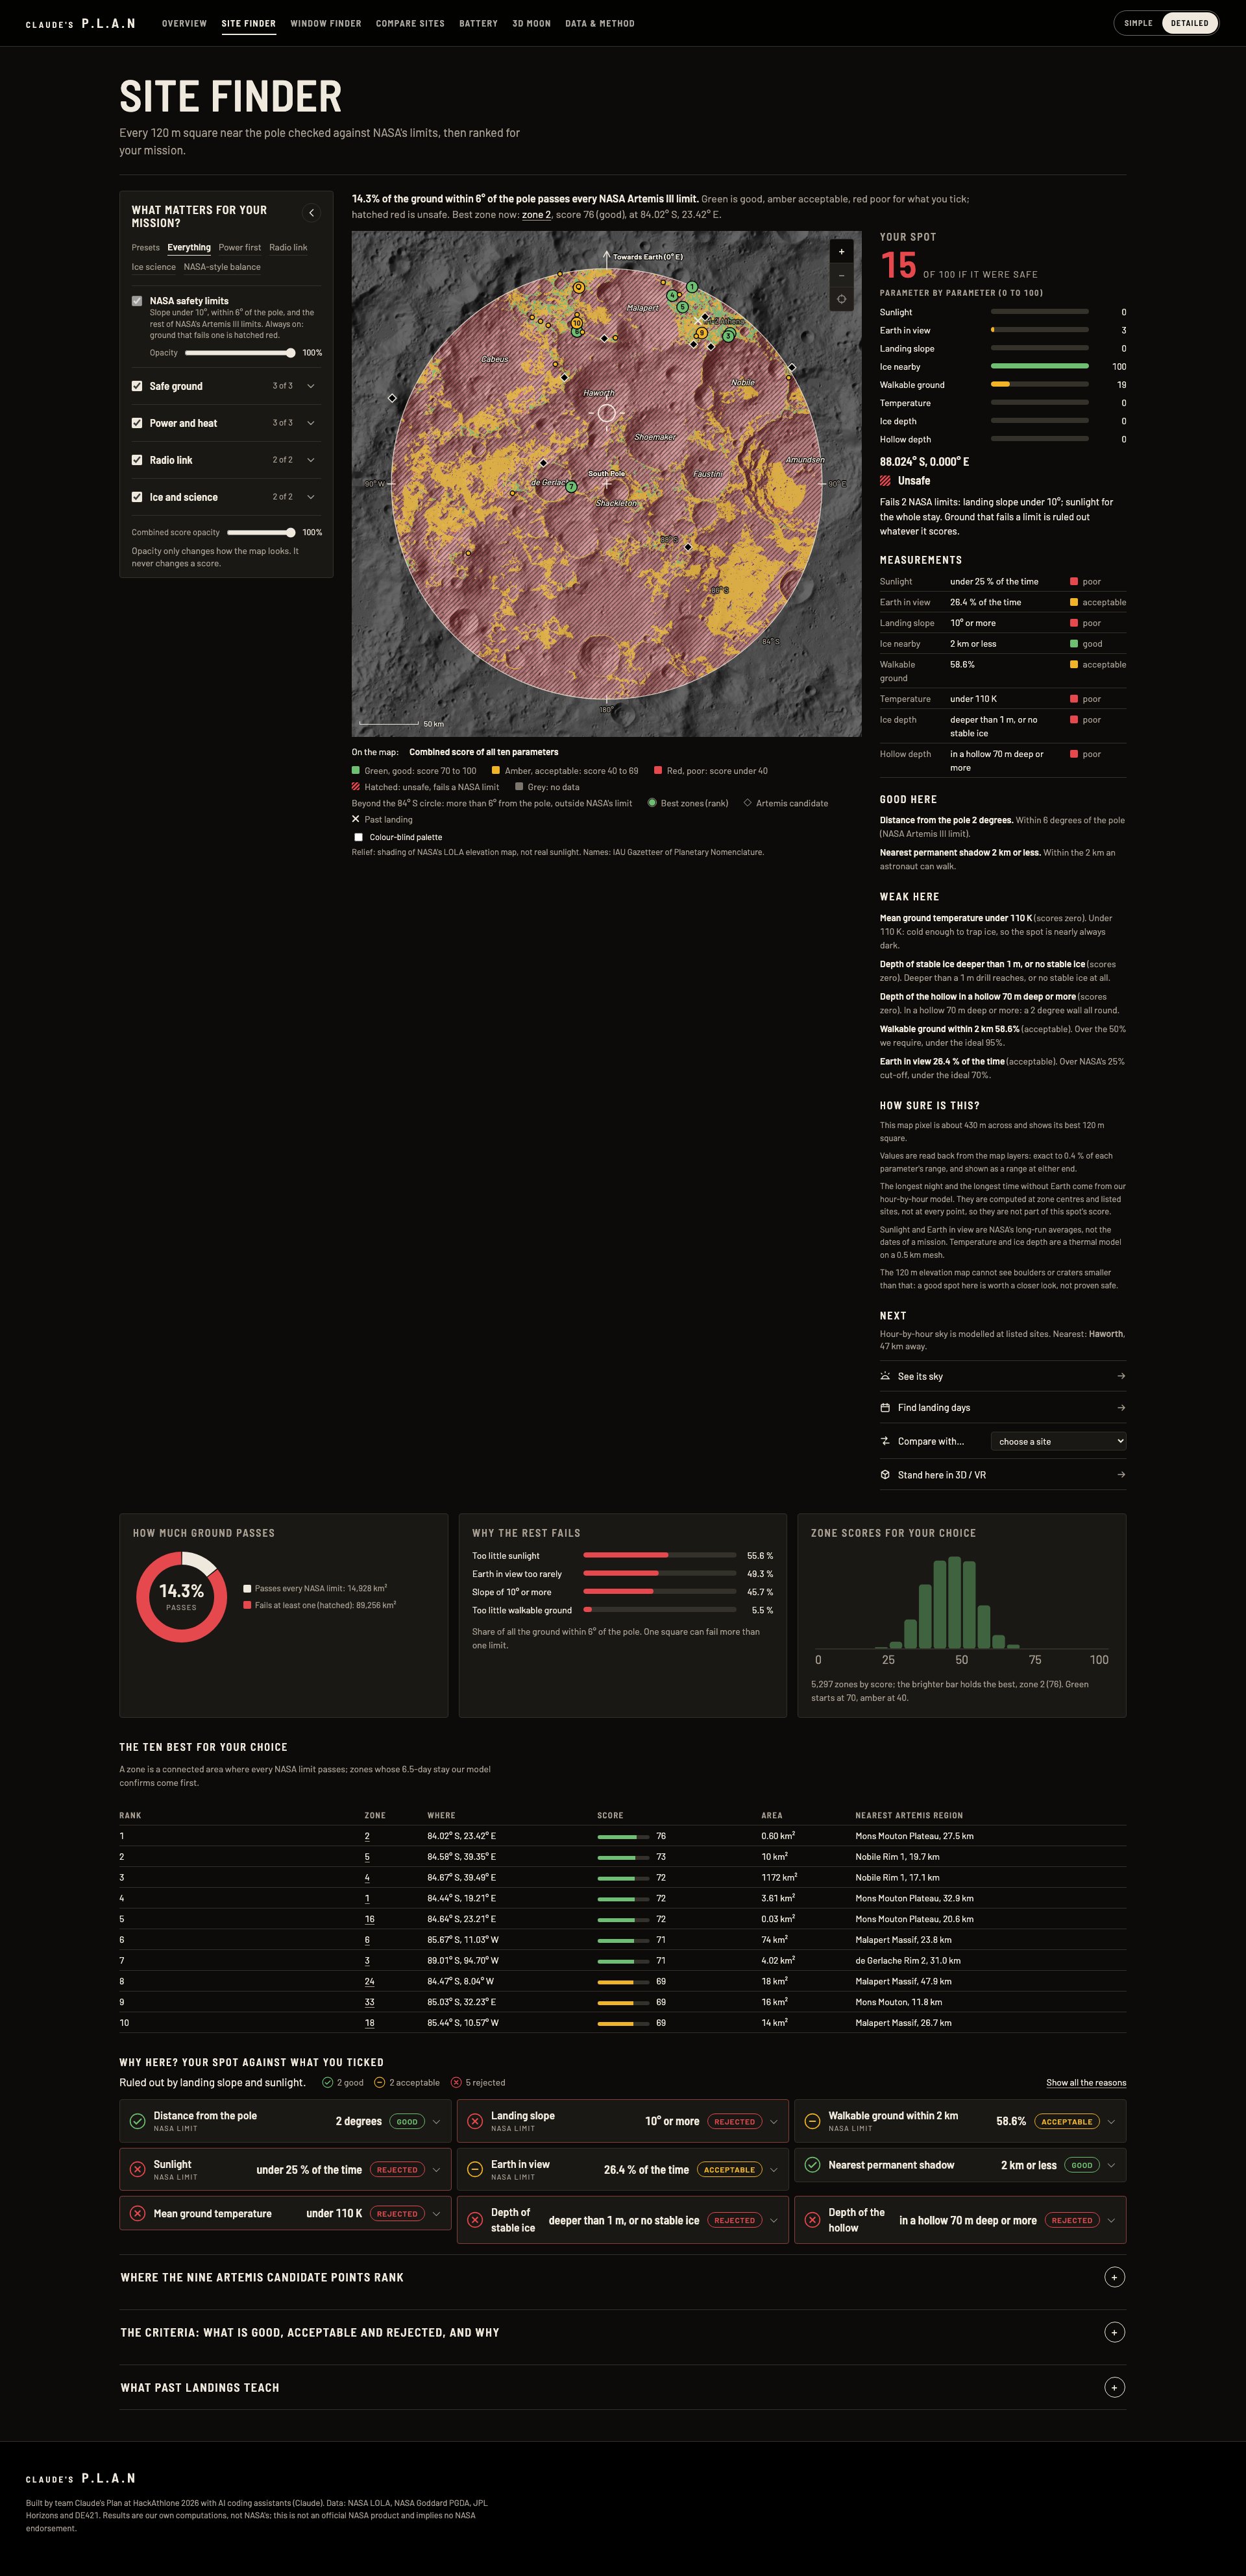 CLAUDE'S P.L.A.N
OVERVIEW SITE FINDER WINDOW FINDER COMPARE SITES BATTERY 3D MOON DATA & METHOD
SIMPLE DETAILED
SITE FINDER
Every 120 m square near the pole checked against NASA's limits, then ranked for
your mission.
WHAT MATTERS FOR YOUR
MISSION?
Presets Everything Power first Radio link
Ice science NASA-style balance
NASA safety limits
Slope under 10°, within 6° of the pole, and the
rest of NASA's Artemis III limits. Always on:
ground that fails one is hatched red.
Opacity 100%
Safe ground 3 of 3
Power and heat 3 of 3
Radio link 2 of 2
Ice and science 2 of 2
Combined score opacity 100%
Opacity only changes how the map looks. It
never changes a score.
14.3% of the ground within 6° of the pole passes every NASA Artemis III limit. Green is good, amber acceptable, red poor for what you tick;
hatched red is unsafe. Best zone now: zone 2, score 76 (good), at 84.02° S, 23.42° E.
Towards Earth (0° E)
+
−
1
4
5
Malapert
10
9
3
Cabeus
Nobile
Haworth
Shoemaker
Amundsen
South Pole
Faustini
90° W
de Gerlac
7
90° E
Shackleton
88° S
86° S
84° S
180°
50 km
On the map: Combined score of all ten parameters
Green, good: score 70 to 100 Amber, acceptable: score 40 to 69 Red, poor: score under 40
Hatched: unsafe, fails a NASA limit Grey: no data
Beyond the 84° S circle: more than 6° from the pole, outside NASA's limit Best zones (rank) Artemis candidate
Past landing
Colour-blind palette
Relief: shading of NASA's LOLA elevation map, not real sunlight. Names: IAU Gazetteer of Planetary Nomenclature.
YOUR SPOT
15 OF 100 IF IT WERE SAFE
PARAMETER BY PARAMETER (0 TO 100)
Sunlight 0
Earth in view 3
Landing slope 0
Ice nearby 100
Walkable ground 19
Temperature 0
Ice depth 0
Hollow depth 0
88.024° S, 0.000° E
Unsafe
Fails 2 NASA limits: landing slope under 10°; sunlight for
the whole stay. Ground that fails a limit is ruled out
whatever it scores.
MEASUREMENTS
Sunlight under 25 % of the time poor
Earth in view 26.4 % of the time acceptable
Landing slope 10° or more poor
Ice nearby 2 km or less good
Walkable ground 58.6% acceptable
Temperature under 110 K poor
Ice depth deeper than 1 m, or no stable ice poor
Hollow depth in a hollow 70 m deep or more poor
GOOD HERE
Distance from the pole 2 degrees. Within 6 degrees of the pole
(NASA Artemis III limit).
Nearest permanent shadow 2 km or less. Within the 2 km an
astronaut can walk.
WEAK HERE
Mean ground temperature under 110 K (scores zero). Under
110 K: cold enough to trap ice, so the spot is nearly always
dark.
Depth of stable ice deeper than 1 m, or no stable ice (scores
zero). Deeper than a 1 m drill reaches, or no stable ice at all.
Depth of the hollow in a hollow 70 m deep or more (scores
zero). In a hollow 70 m deep or more: a 2 degree wall all round.
Walkable ground within 2 km 58.6% (acceptable). Over the 50%
we require, under the ideal 95%.
Earth in view 26.4 % of the time (acceptable). Over NASA's 25%
cut-off, under the ideal 70%.
HOW SURE IS THIS?
This map pixel is about 430 m across and shows its best 120 m
square.
Values are read back from the map layers: exact to 0.4 % of each
parameter's range, and shown as a range at either end.
The longest night and the longest time without Earth come from our
hour-by-hour model. They are computed at zone centres and listed
sites, not at every point, so they are not part of this spot's score.
Sunlight and Earth in view are NASA's long-run averages, not the
dates of a mission. Temperature and ice depth are a thermal model
on a 0.5 km mesh.
The 120 m elevation map cannot see boulders or craters smaller
than that: a good spot here is worth a closer look, not proven safe.
NEXT
Hour-by-hour sky is modelled at listed sites. Nearest: Haworth,
47 km away.
See its sky
Find landing days
Compare with... choose a site
Stand here in 3D / VR
HOW MUCH GROUND PASSES
14.3%
PASSES
Passes every NASA limit: 14,928 km²
Fails at least one (hatched): 89,256 km²
WHY THE REST FAILS
Too little sunlight 55.6 %
Earth in view too rarely 49.3 %
Slope of 10° or more 45.7 %
Too little walkable ground 5.5 %
Share of all the ground within 6° of the pole. One square can fail more than
one limit.
ZONE SCORES FOR YOUR CHOICE
0 25 50 75 100
5,297 zones by score; the brighter bar holds the best, zone 2 (76). Green
starts at 70, amber at 40.
THE TEN BEST FOR YOUR CHOICE
A zone is a connected area where every NASA limit passes; zones whose 6.5-day stay our model
confirms come first.
RANK ZONE WHERE SCORE AREA NEAREST ARTEMIS REGION
1 2 84.02° S, 23.42° E 76 0.60 km² Mons Mouton Plateau, 27.5 km
2 5 84.58° S, 39.35° E 73 10 km² Nobile Rim 1, 19.7 km
3 4 84.67° S, 39.49° E 72 1172 km² Nobile Rim 1, 17.1 km
4 1 84.44° S, 19.21° E 72 3.61 km² Mons Mouton Plateau, 32.9 km
5 16 84.64° S, 23.21° E 72 0.03 km² Mons Mouton Plateau, 20.6 km
6 6 85.67° S, 11.03° W 71 74 km² Malapert Massif, 23.8 km
7 3 89.01° S, 94.70° W 71 4.02 km² de Gerlache Rim 2, 31.0 km
8 24 84.47° S, 8.04° W 69 18 km² Malapert Massif, 47.9 km
9 33 85.03° S, 32.23° E 69 16 km² Mons Mouton, 11.8 km
10 18 85.44° S, 10.57° W 69 14 km² Malapert Massif, 26.7 km
WHY HERE? YOUR SPOT AGAINST WHAT YOU TICKED
Ruled out by landing slope and sunlight. 2 good 2 acceptable 5 rejected Show all the reasons
Distance from the pole NASA LIMIT 2 degrees GOOD
Landing slope NASA LIMIT 10° or more REJECTED
Walkable ground within 2 km NASA LIMIT 58.6% ACCEPTABLE
Sunlight NASA LIMIT under 25 % of the time REJECTED
Earth in view NASA LIMIT 26.4 % of the time ACCEPTABLE
Nearest permanent shadow 2 km or less GOOD
Mean ground temperature under 110 K REJECTED
Depth of stable ice deeper than 1 m, or no stable ice REJECTED
Depth of the hollow in a hollow 70 m deep or more REJECTED
WHERE THE NINE ARTEMIS CANDIDATE POINTS RANK +
THE CRITERIA: WHAT IS GOOD, ACCEPTABLE AND REJECTED, AND WHY +
WHAT PAST LANDINGS TEACH +
CLAUDE'S P.L.A.N
Built by team Claude's Plan at HackAthlone 2026 with AI coding assistants (Claude). Data: NASA LOLA, NASA Goddard PGDA, JPL
Horizons and DE421. Results are our own computations, not NASA's; this is not an official NASA product and implies no NASA
endorsement.